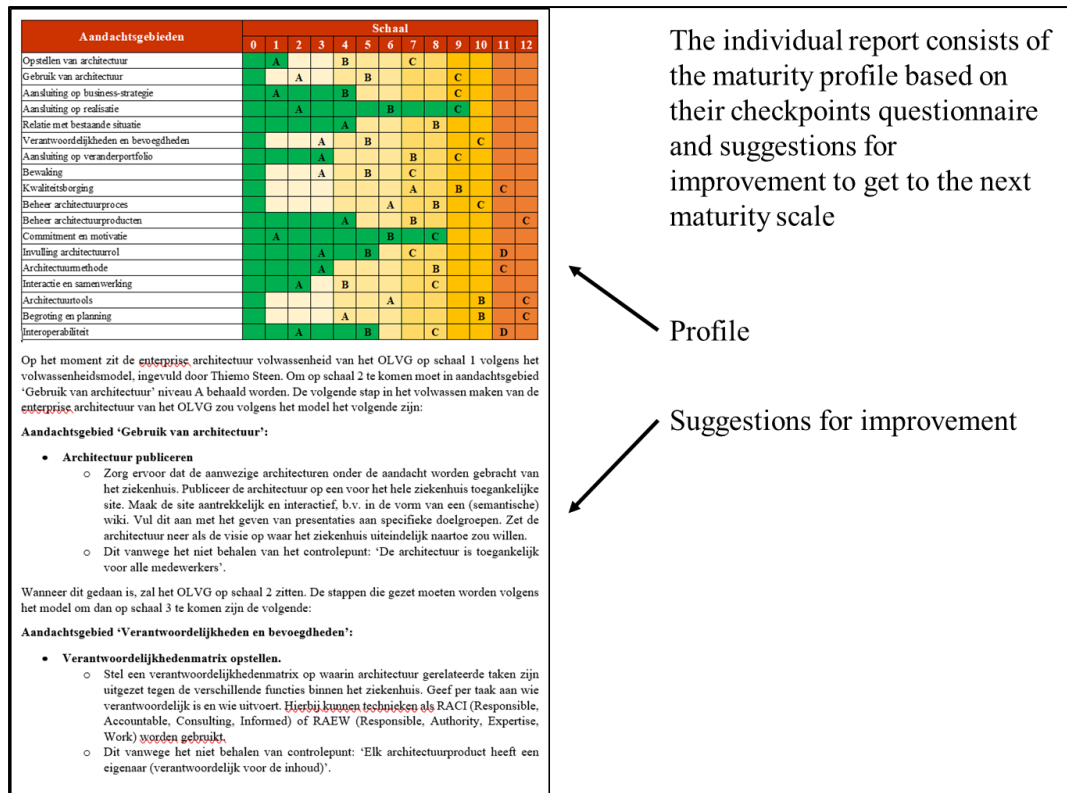 Aandachtsgebieden Schaal
0 1 2 3 4 5 6 7 8 9 10 11 12
Opstellen van architectuur A B C
Gebruik van architectuur A B C
Aansluiting op business-strategie A B C
Aansluiting op realisatie A B C
Relatie met bestaande situatie A B
Verantwoordelijkheden en bevoegdheden A B C
Aansluiting op veranderportfolio A B C
Bewaking A B C
Kwaliteitsborging A B C
Beheer architectuurproces A B C
Beheer architectuurproducten A B C
Commitment en motivatie A B C
Invulling architectuurrol A B C D
Architectuurmethode A B C
Interactie en samenwerking A B C
Architectuurtools A B C
Begroting en planning A B C
Interoperabiliteit A B C D
Op het moment zit de enterprise architectuur volwassenheid van het OLVG op schaal 1 volgens het
volwassenheidsmodel, ingevuld door Thiemo Steen. Om op schaal 2 te komen moet in aandachtsgebied
‘Gebruik van architectuur’ niveau A behaald worden. De volgende stap in het volwassen maken van de
enterprise architectuur van het OLVG zou volgens het model het volgende zijn:
Aandachtsgebied ‘Gebruik van architectuur’:
• Architectuur publiceren
o Zorg ervoor dat de aanwezige architecturen onder de aandacht worden gebracht van
het ziekenhuis. Publiceer de architectuur op een voor het hele ziekenhuis toegankelijke
site. Maak de site aantrekkelijk en interactief, b.v. in de vorm van een (semantische)
wiki. Vul dit aan met het geven van presentaties aan specifieke doelgroepen. Zet de
architectuur neer als de visie op waar het ziekenhuis uiteindelijk naartoe zou willen.
o Dit vanwege het niet behalen van het controlepunt: ‘De architectuur is toegankelijk
voor alle medewerkers’.
Wanneer dit gedaan is, zal het OLVG op schaal 2 zitten. De stappen die gezet moeten worden volgens
het model om dan op schaal 3 te komen zijn de volgende:
Aandachtsgebied ‘Verantwoordelijkheden en bevoegdheden’:
• Verantwoordelijkhedenmatrix opstellen.
o Stel een verantwoordelijkhedenmatrix op waarin architectuur gerelateerde taken zijn
uitgezet tegen de verschillende functies binnen het ziekenhuis. Geef per taak aan wie
verantwoordelijk is en wie uitvoert. Hierbij kunnen technieken als RACI (Responsible,
Accountable, Consulting, Informed) of RAEW (Responsible, Authority, Expertise,
Work) worden gebruikt.
o Dit vanwege het niet behalen van controlepunt: ‘Elk architectuurproduct heeft een
eigenaar (verantwoordelijk voor de inhoud)’.
The individual report consists of
the maturity profile based on
their checkpoints questionnaire
and suggestions for
improvement to get to the next
maturity scale
Profile
Suggestions for improvement